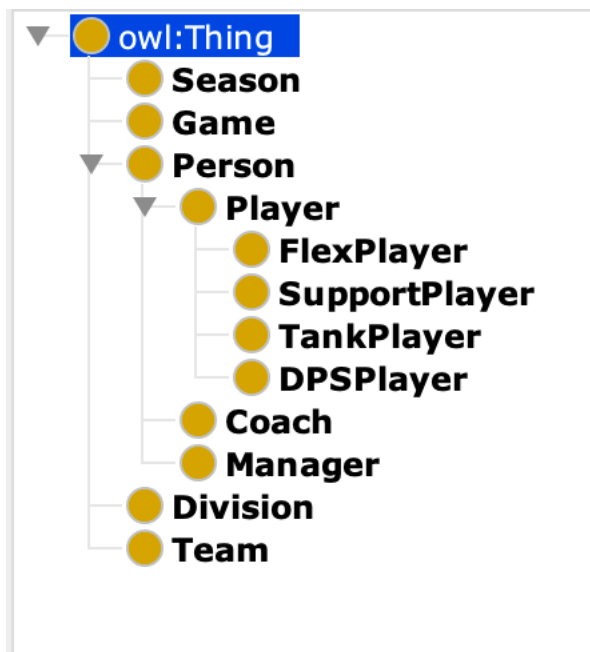 owl:Thing
Season
Game
Person
Player
FlexPlayer
SupportPlayer
TankPlayer
DPSPlayer
Coach
Manager
Division
Team